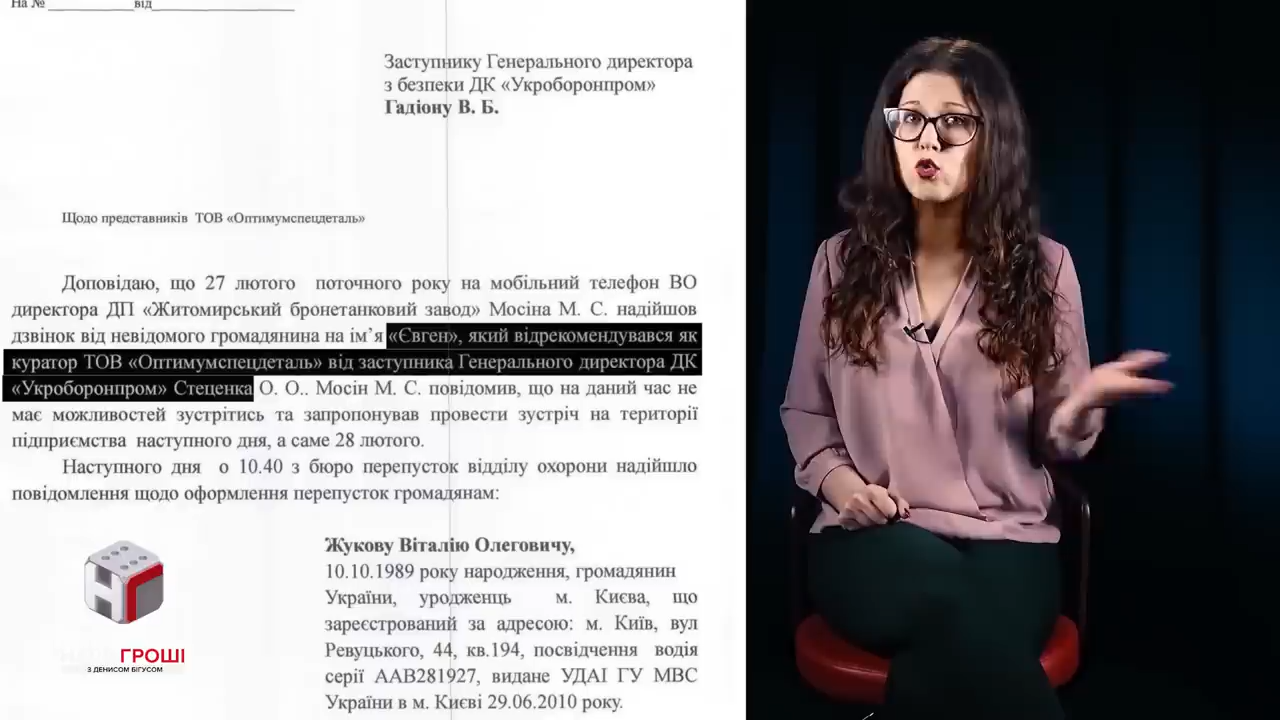 На № від
Заступнику Генерального директора
з безпеки ДК «Укроборонпром»
Гадіону В. Б.
Щодо представників ТОВ «Оптимумспецдеталь»
Доповідаю, що 27 лютого поточного року на мобільний телефон ВО
директора ДП «Житомирський бронетанковий завод» Мосіна М. С. надійшов
дзвінок від невідомого громадянина на ім’я «Євген», який відрекомендувався як
куратор ТОВ «Оптимумспецдеталь» від заступника Генерального директора ДК
«Укроборонпром» Стеценка О. О.. Мосін М. С. повідомив, що на даний час не
має можливостей зустрітись та запропонував провести зустріч на території
підприємства наступного дня, а саме 28 лютого.
Наступного дня о 10.40 з бюро перепусток відділу охорони надійшло
повідомлення щодо оформлення перепусток громадянам:
Жукову Віталію Олеговичу,
10.10.1989 року народження, громадянин
України, уродженць м. Києва, що
зареєстрований за адресою: м. Київ, вул
Ревуцького, 44, кв.194, посвідчення водія
серії ААВ281927, видане УДАІ ГУ МВС
України в м. Києві 29.06.2010 року.
НАШІ ГРОШІ
З ДЕНИСОМ БІГУСОМ